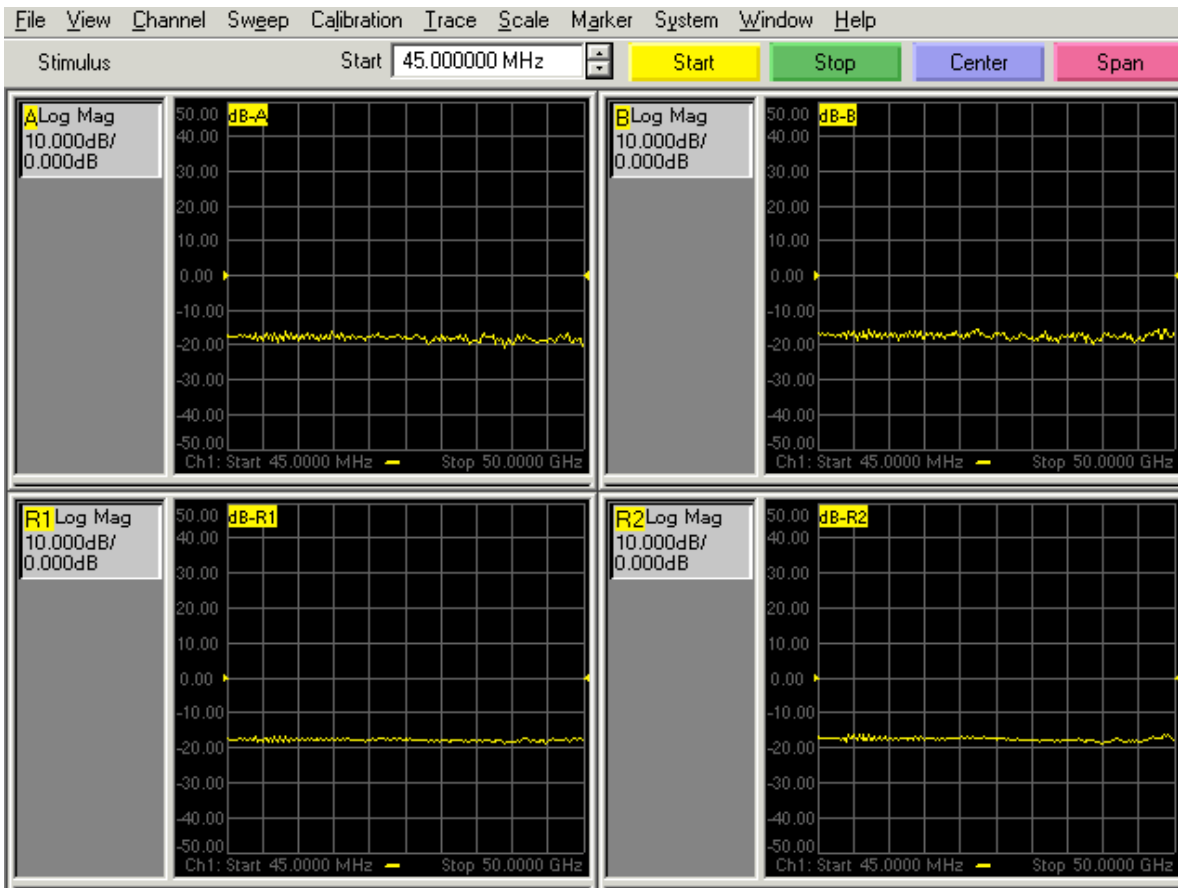 File View Channel Sweep Calibration Trace Scale Marker System Window Help
Stimulus Start 45.000000 MHz Start Stop Center Span
A Log Mag
10.000dB/
0.000dB
50.00 dB-A
40.00
30.00
20.00
10.00
0.00
-10.00
-20.00
-30.00
-40.00
-50.00
Ch1: Start 45.0000 MHz Stop 50.0000 GHz
B Log Mag
10.000dB/
0.000dB
50.00 dB-B
40.00
30.00
20.00
10.00
0.00
-10.00
-20.00
-30.00
-40.00
-50.00
Ch1: Start 45.0000 MHz Stop 50.0000 GHz
R1 Log Mag
10.000dB/
0.000dB
50.00 dB-R1
40.00
30.00
20.00
10.00
0.00
-10.00
-20.00
-30.00
-40.00
-50.00
Ch1: Start 45.0000 MHz Stop 50.0000 GHz
R2 Log Mag
10.000dB/
0.000dB
50.00 dB-R2
40.00
30.00
20.00
10.00
0.00
-10.00
-20.00
-30.00
-40.00
-50.00
Ch1: Start 45.0000 MHz Stop 50.0000 GHz